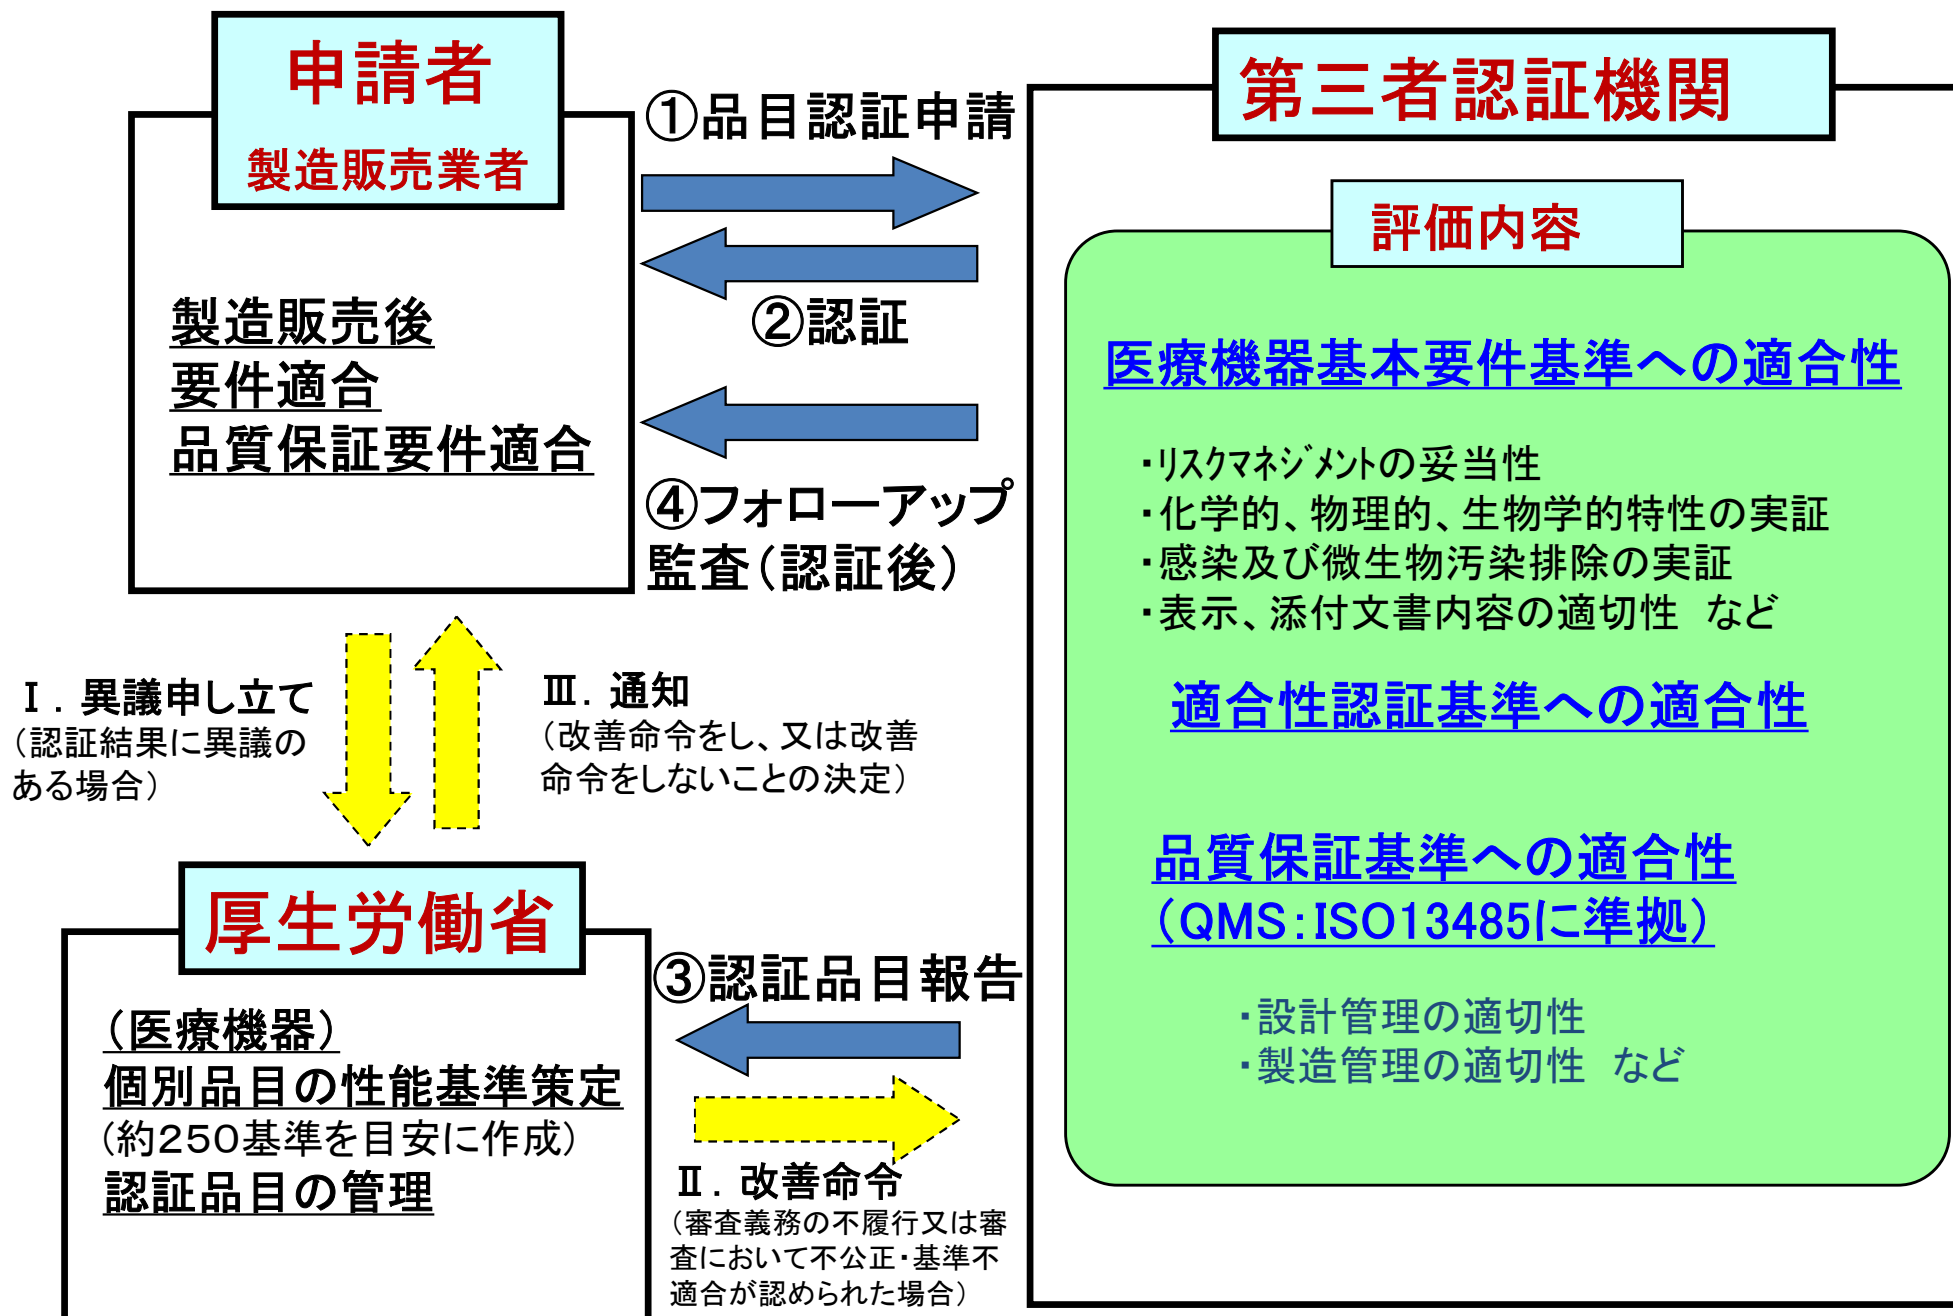 申請者
製造販売業者
製造販売後
要件適合
品質保証要件適合
①品目認証申請
②認証
④フォローアップ
監査（認証後）
第三者認証機関
評価内容
医療機器基本要件基準への適合性
・ﾘｽｸﾏﾈｼﾞﾒﾝﾄの妥当性
・化学的、物理的、生物学的特性の実証
・感染及び微生物汚染排除の実証
・表示、添付文書内容の適切性　など
適合性認証基準への適合性
品質保証基準への適合性
（QMS：ISO13485に準拠）
・設計管理の適切性
・製造管理の適切性　など
Ⅰ．異議申し立て
（認証結果に異議の
ある場合）
Ⅲ．通知
（改善命令をし、又は改善
命令をしないことの決定）
厚生労働省
（医療機器）
個別品目の性能基準策定
（約２５０基準を目安に作成）
認証品目の管理
③認証品目報告
Ⅱ．改善命令
（審査義務の不履行又は審
査において不公正・基準不
適合が認められた場合）